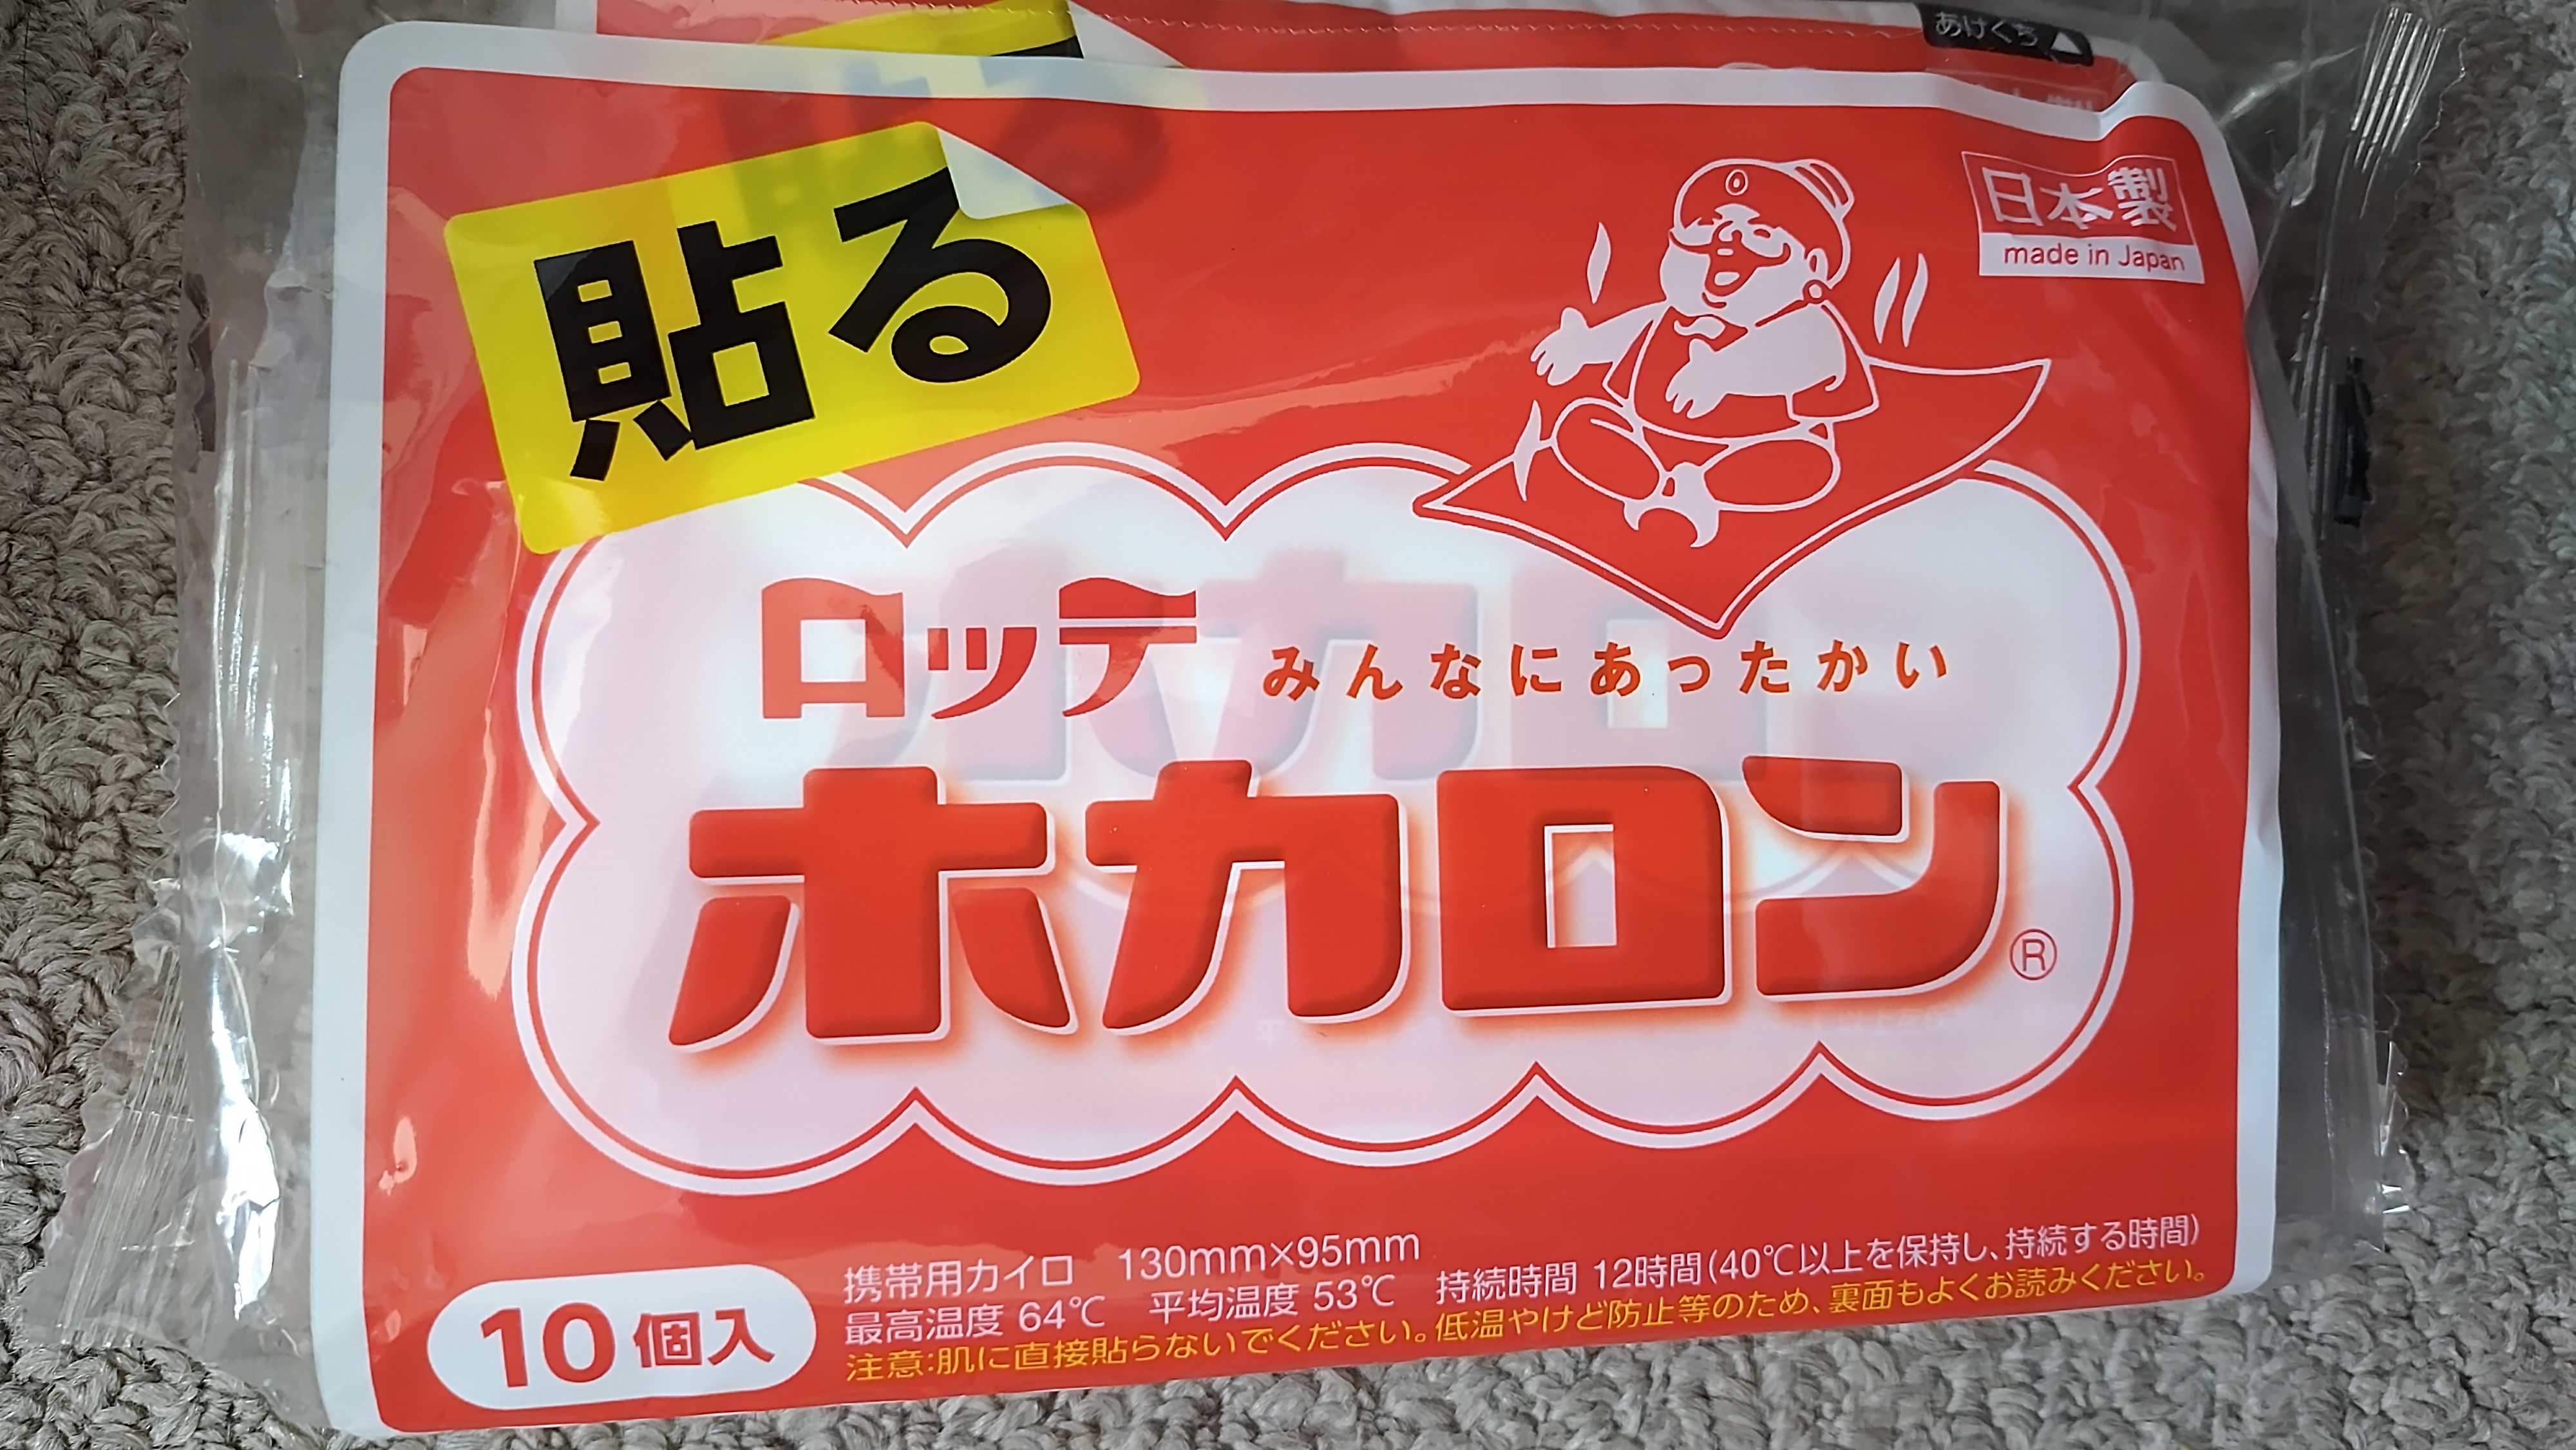 あけくち
日本製
made in Japan
貼る
ロッテ みんなにあったかい
ホカロン®
10個入
携帯用カイロ 130mm×95mm
最高温度 64℃ 平均温度 53℃ 持続時間 12時間(40℃以上を保持し、持続する時間)
注意:肌に直接貼らないでください。低温やけど防止等のため、裏面もよくお読みください。